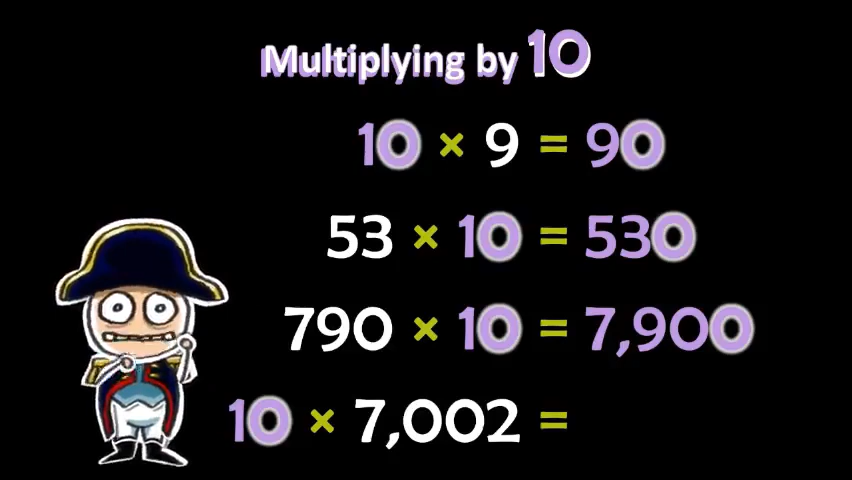 Multiplying by 10
10 × 9 = 90
53 × 10 = 530
790 × 10 = 7,900
10 × 7,002 =